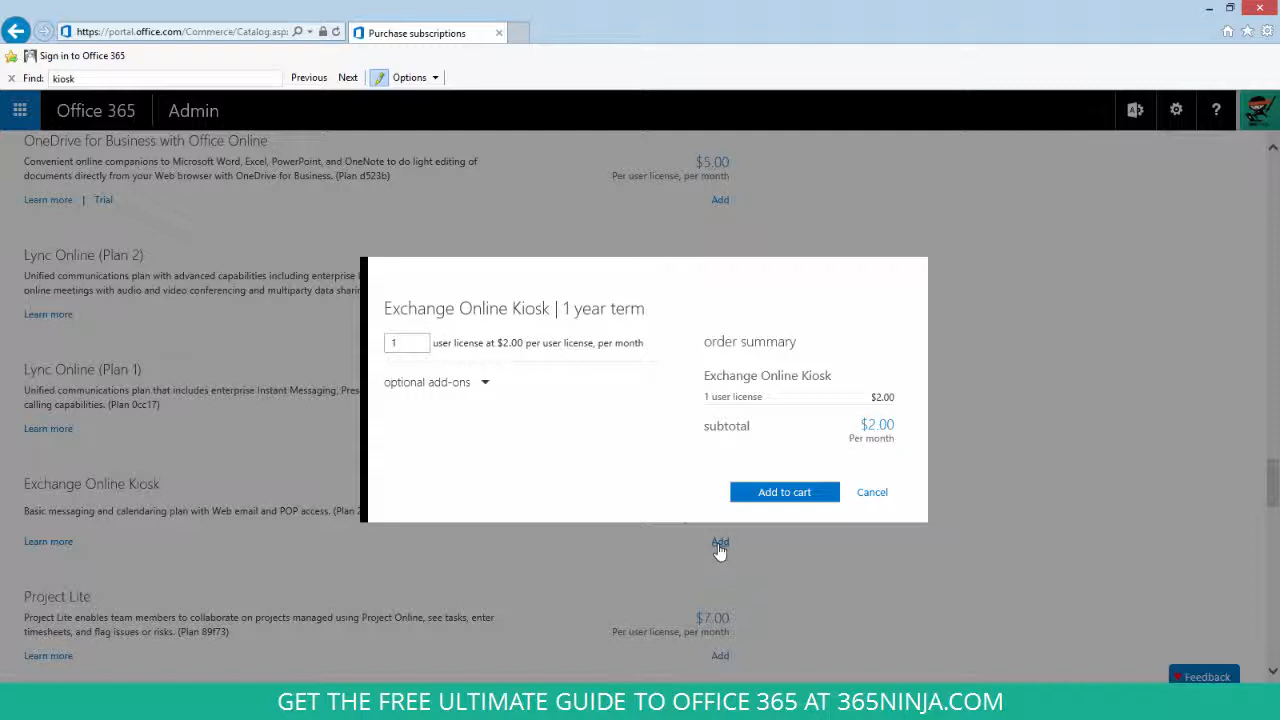 https://portal.office.com/Commerce/Catalog.asp
Purchase subscriptions
Sign in to Office 365
Find: kiosk Previous Next Options
Office 365 Admin
OneDrive for Business with Office Online
Convenient online companions to Microsoft Word, Excel, PowerPoint, and OneNote to do light editing of
documents directly from your Web browser with OneDrive for Business. (Plan d523b)
$5.00
Per user license, per month
Learn more | Trial
Add
Lync Online (Plan 2)
Unified communications plan with advanced capabilities including enterprise
online meetings with audio and video conferencing and multiparty data
Learn more
Lync Online (Plan 1)
Unified communications plan that includes enterprise Instant Messaging,
calling capabilities. (Plan 0cc17)
Learn more
Exchange Online Kiosk
Basic messaging and calendaring plan with Web email and POP access. (Plan
Learn more
Add
Project Lite
Project Lite enables team members to collaborate on projects managed using Project Online, see tasks, enter
timesheets, and flag issues or risks. (Plan 89f73)
$7.00
Per user license, per month
Learn more
Add
Exchange Online Kiosk | 1 year term
1 user license at $2.00 per user license, per month
optional add-ons
order summary
Exchange Online Kiosk
1 user license $2.00
subtotal $2.00
Per month
Add to cart Cancel
Feedback
GET THE FREE ULTIMATE GUIDE TO OFFICE 365 AT 365NINJA.COM